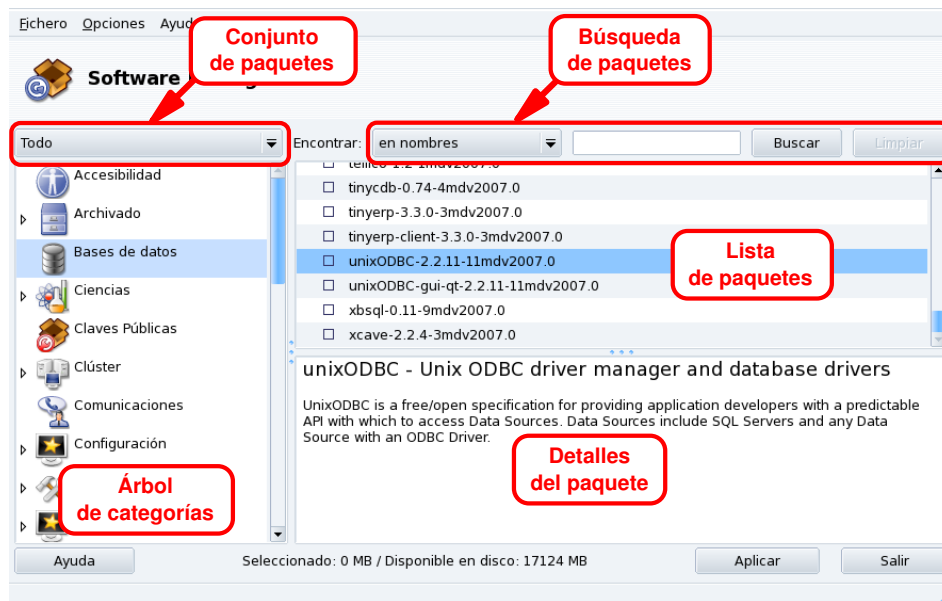 Fichero Opciones Ayud
Conjunto
de paquetes
Búsqueda
de paquetes
Software
Todo
Encontrar: en nombres Buscar Limpiar
Accesibilidad
Archivado
Bases de datos
Ciencias
Claves Públicas
Clúster
Comunicaciones
Configuración
Árbol
de categorías
tellico-1.2-1mdv2007.0
tinycdb-0.74-4mdv2007.0
tinyerp-3.3.0-3mdv2007.0
tinyerp-client-3.3.0-3mdv2007.0
unixODBC-2.2.11-11mdv2007.0
unixODBC-gui-qt-2.2.11-11mdv2007.0
xbsql-0.11-9mdv2007.0
xcave-2.2.4-3mdv2007.0
Lista
de paquetes
unixODBC - Unix ODBC driver manager and database drivers
UnixODBC is a free/open specification for providing application developers with a predictable
API with which to access Data Sources. Data Sources include SQL Servers and any Data
Source with an ODBC Driver.
Detalles
del paquete
Ayuda Seleccionado: 0 MB / Disponible en disco: 17124 MB Aplicar Salir